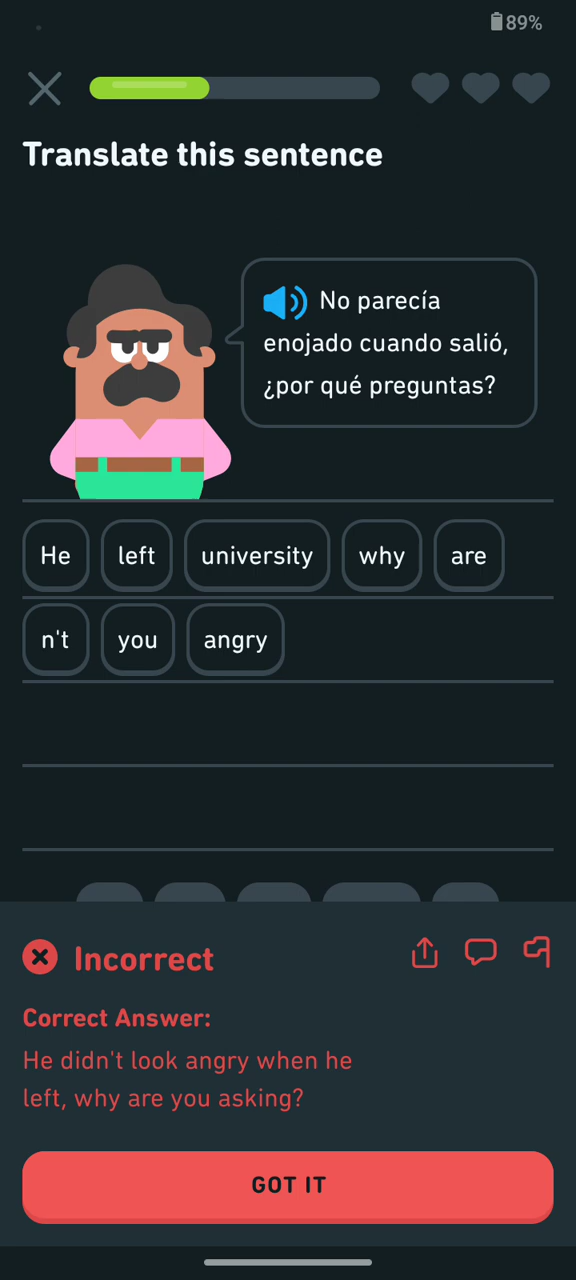 89%
Translate this sentence
No parecía
enojado cuando salió,
¿por qué preguntas?
He left university why are
n't you angry
Incorrect
Correct Answer:
He didn't look angry when he
left, why are you asking?
GOT IT